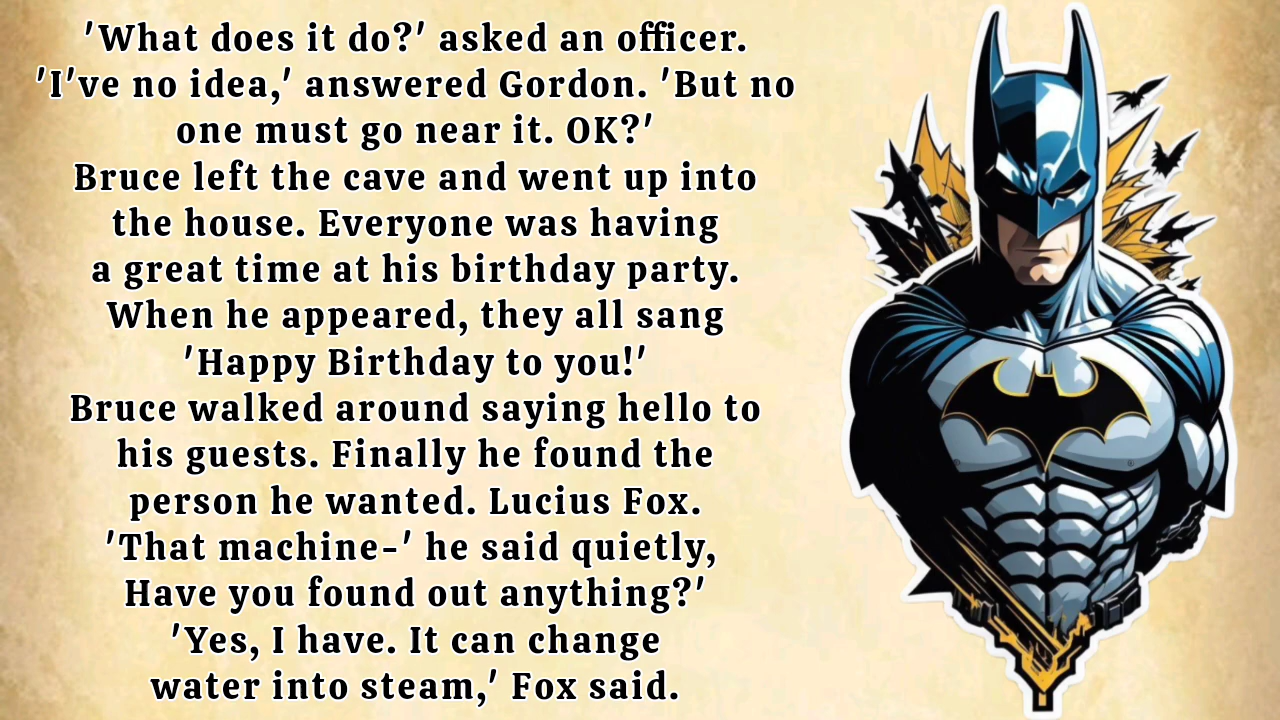 'What does it do?' asked an officer.
'I've no idea,' answered Gordon. 'But no
one must go near it. OK?'
Bruce left the cave and went up into
the house. Everyone was having
a great time at his birthday party.
When he appeared, they all sang
'Happy Birthday to you!'
Bruce walked around saying hello to
his guests. Finally he found the
person he wanted. Lucius Fox.
'That machine-' he said quietly,
Have you found out anything?'
'Yes, I have. It can change
water into steam,' Fox said.